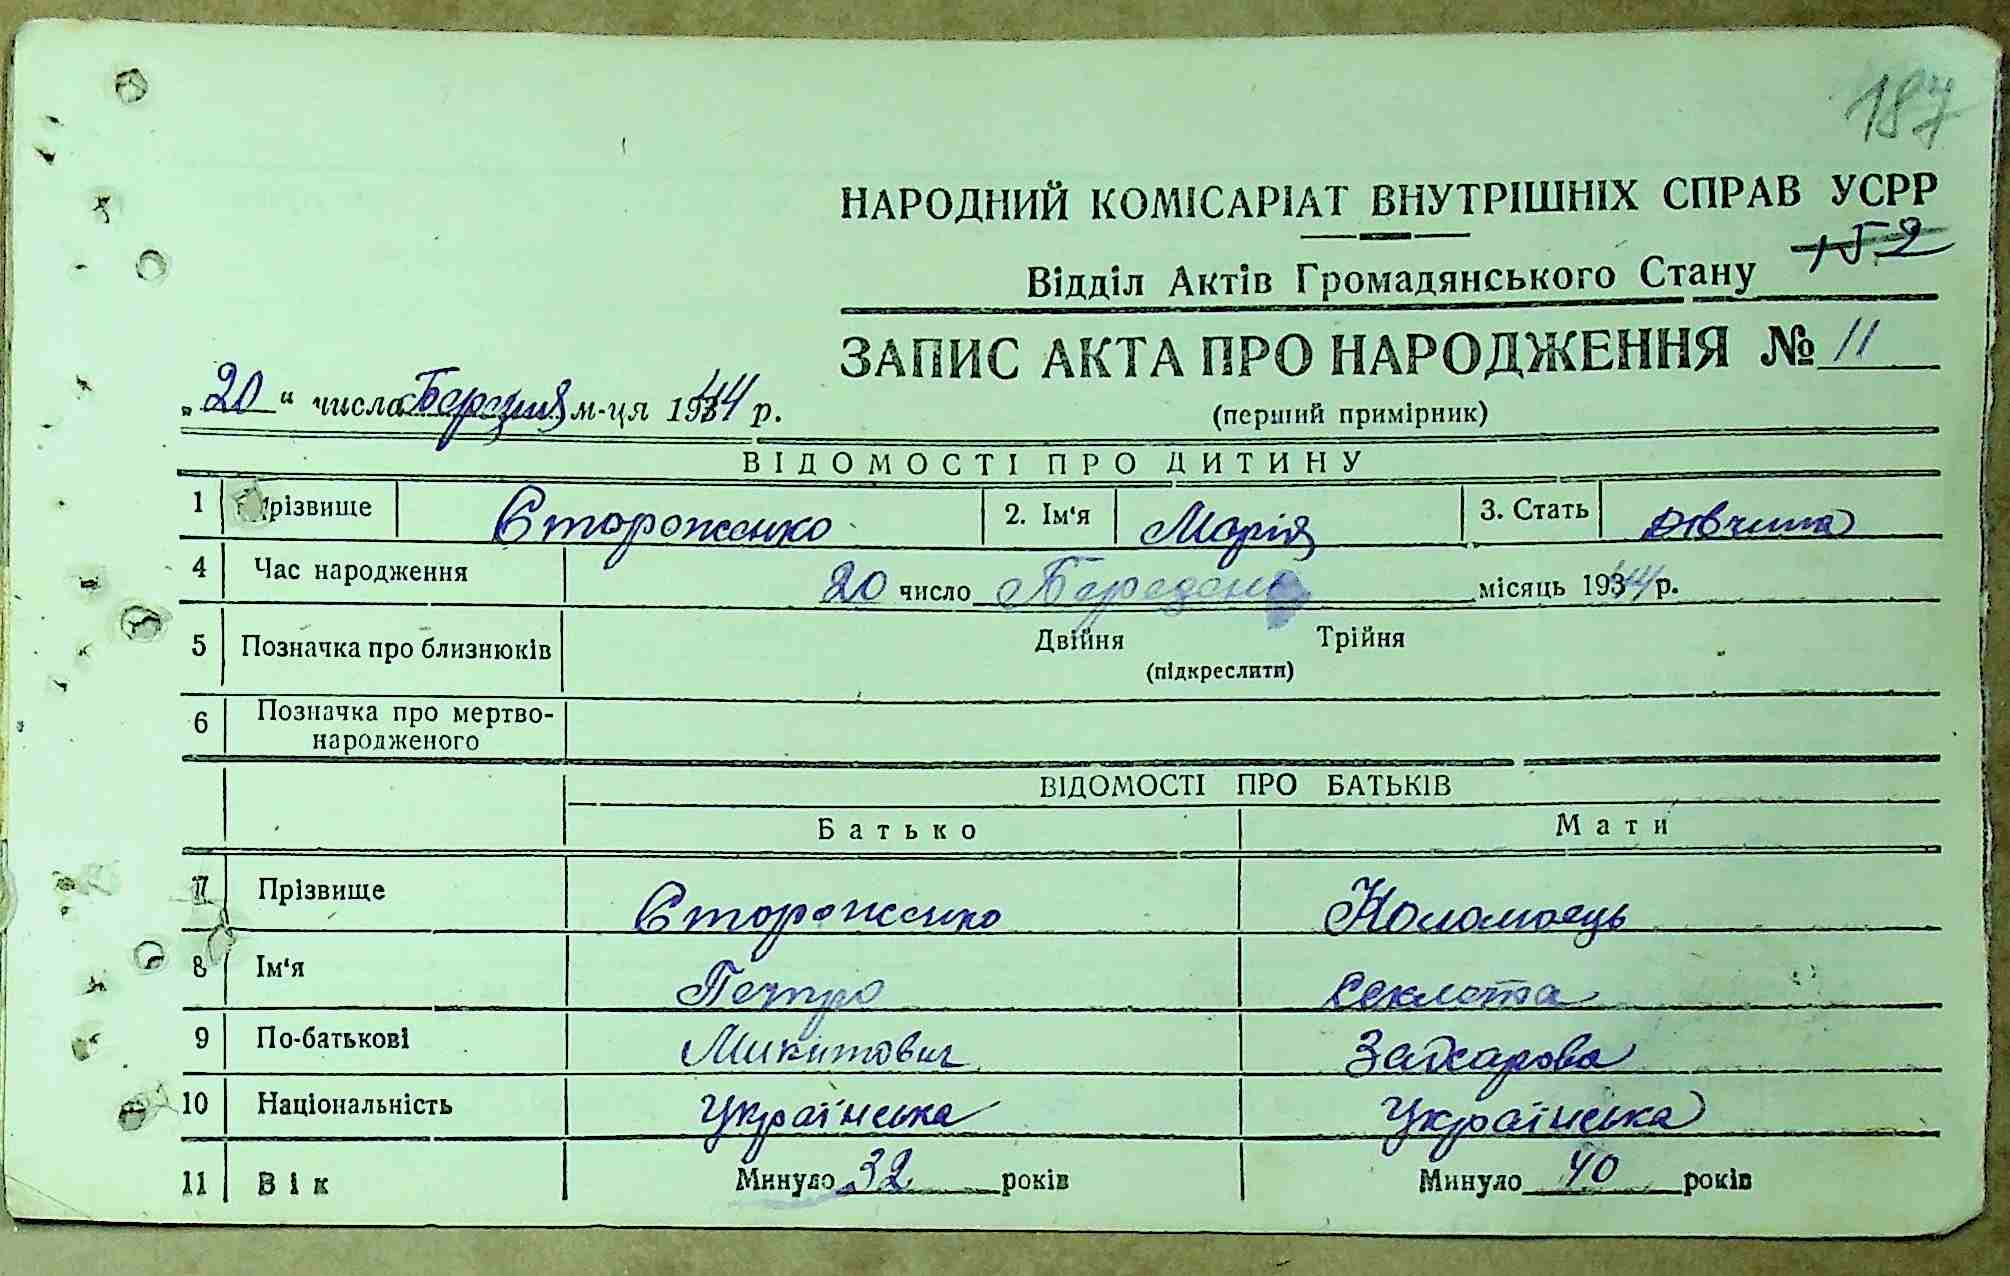 187
НАРОДНИЙ КОМІСАРІАТ ВНУТРІШНІХ СПРАВ УСРР
152
Відділ Актів Громадянського Стану
ЗАПИС АКТА ПРО НАРОДЖЕННЯ № 11
„20“ числа Березня м-ця 1944 р.
(перший примірник)
ВІДОМОСТІ ПРО ДИТИНУ
1 Прізвище Стороженко 2. Ім'я Марія 3. Стать дівчина
4 Час народження 20 число Березень місяць 1944 р.
5 Позначка про близнюків Двійня Трійня
(підкреслити)
6 Позначка про мертво-
народженого
ВІДОМОСТІ ПРО БАТЬКІВ
Батько Мати
7 Прізвище Стороженко Коломоєць
8 Ім'я Петро Секлета
9 По-батькові Микитович Захарова
10 Національність Українська Українська
11 Вік Минуло 32 років Минуло 40 років